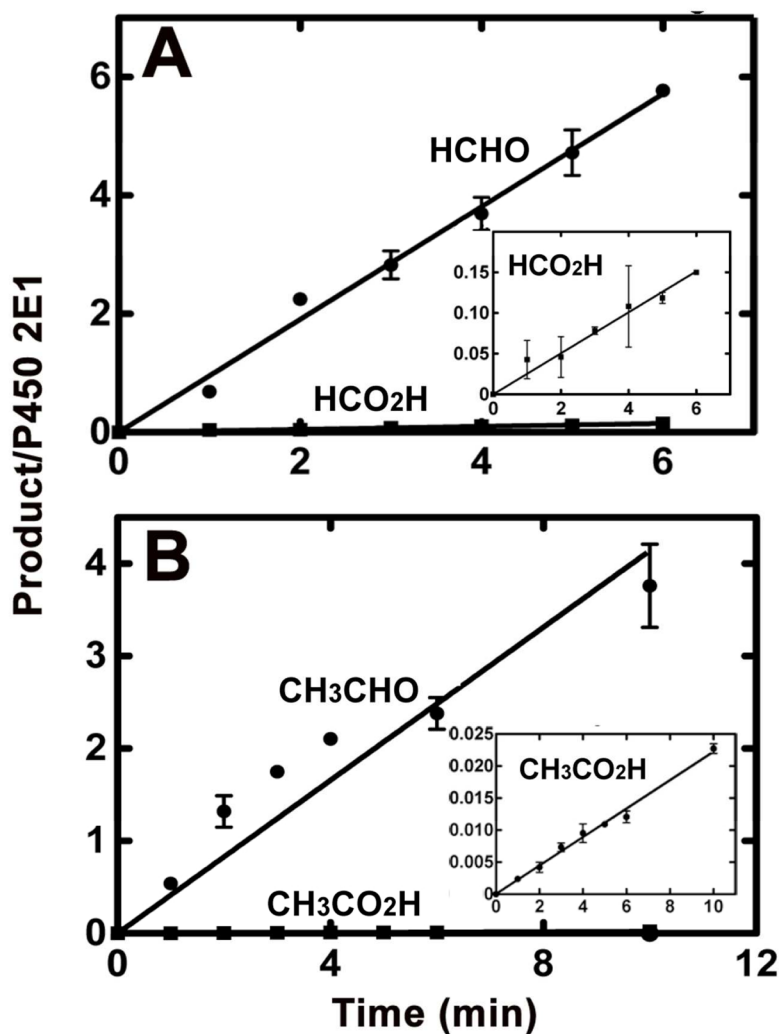 A
6
4
2
0
HCHO
HCO2H
0.15
0.10
0.05
0
0 2 4 6
HCO2H
0 2 4 6
Product/P450 2E1
B
4
3
2
1
0
CH3CHO
0.025
0.020
0.015
0.010
0.005
0.000
CH3CO2H
0 2 4 6 8 10
CH3CO2H
0 4 8 12
Time (min)